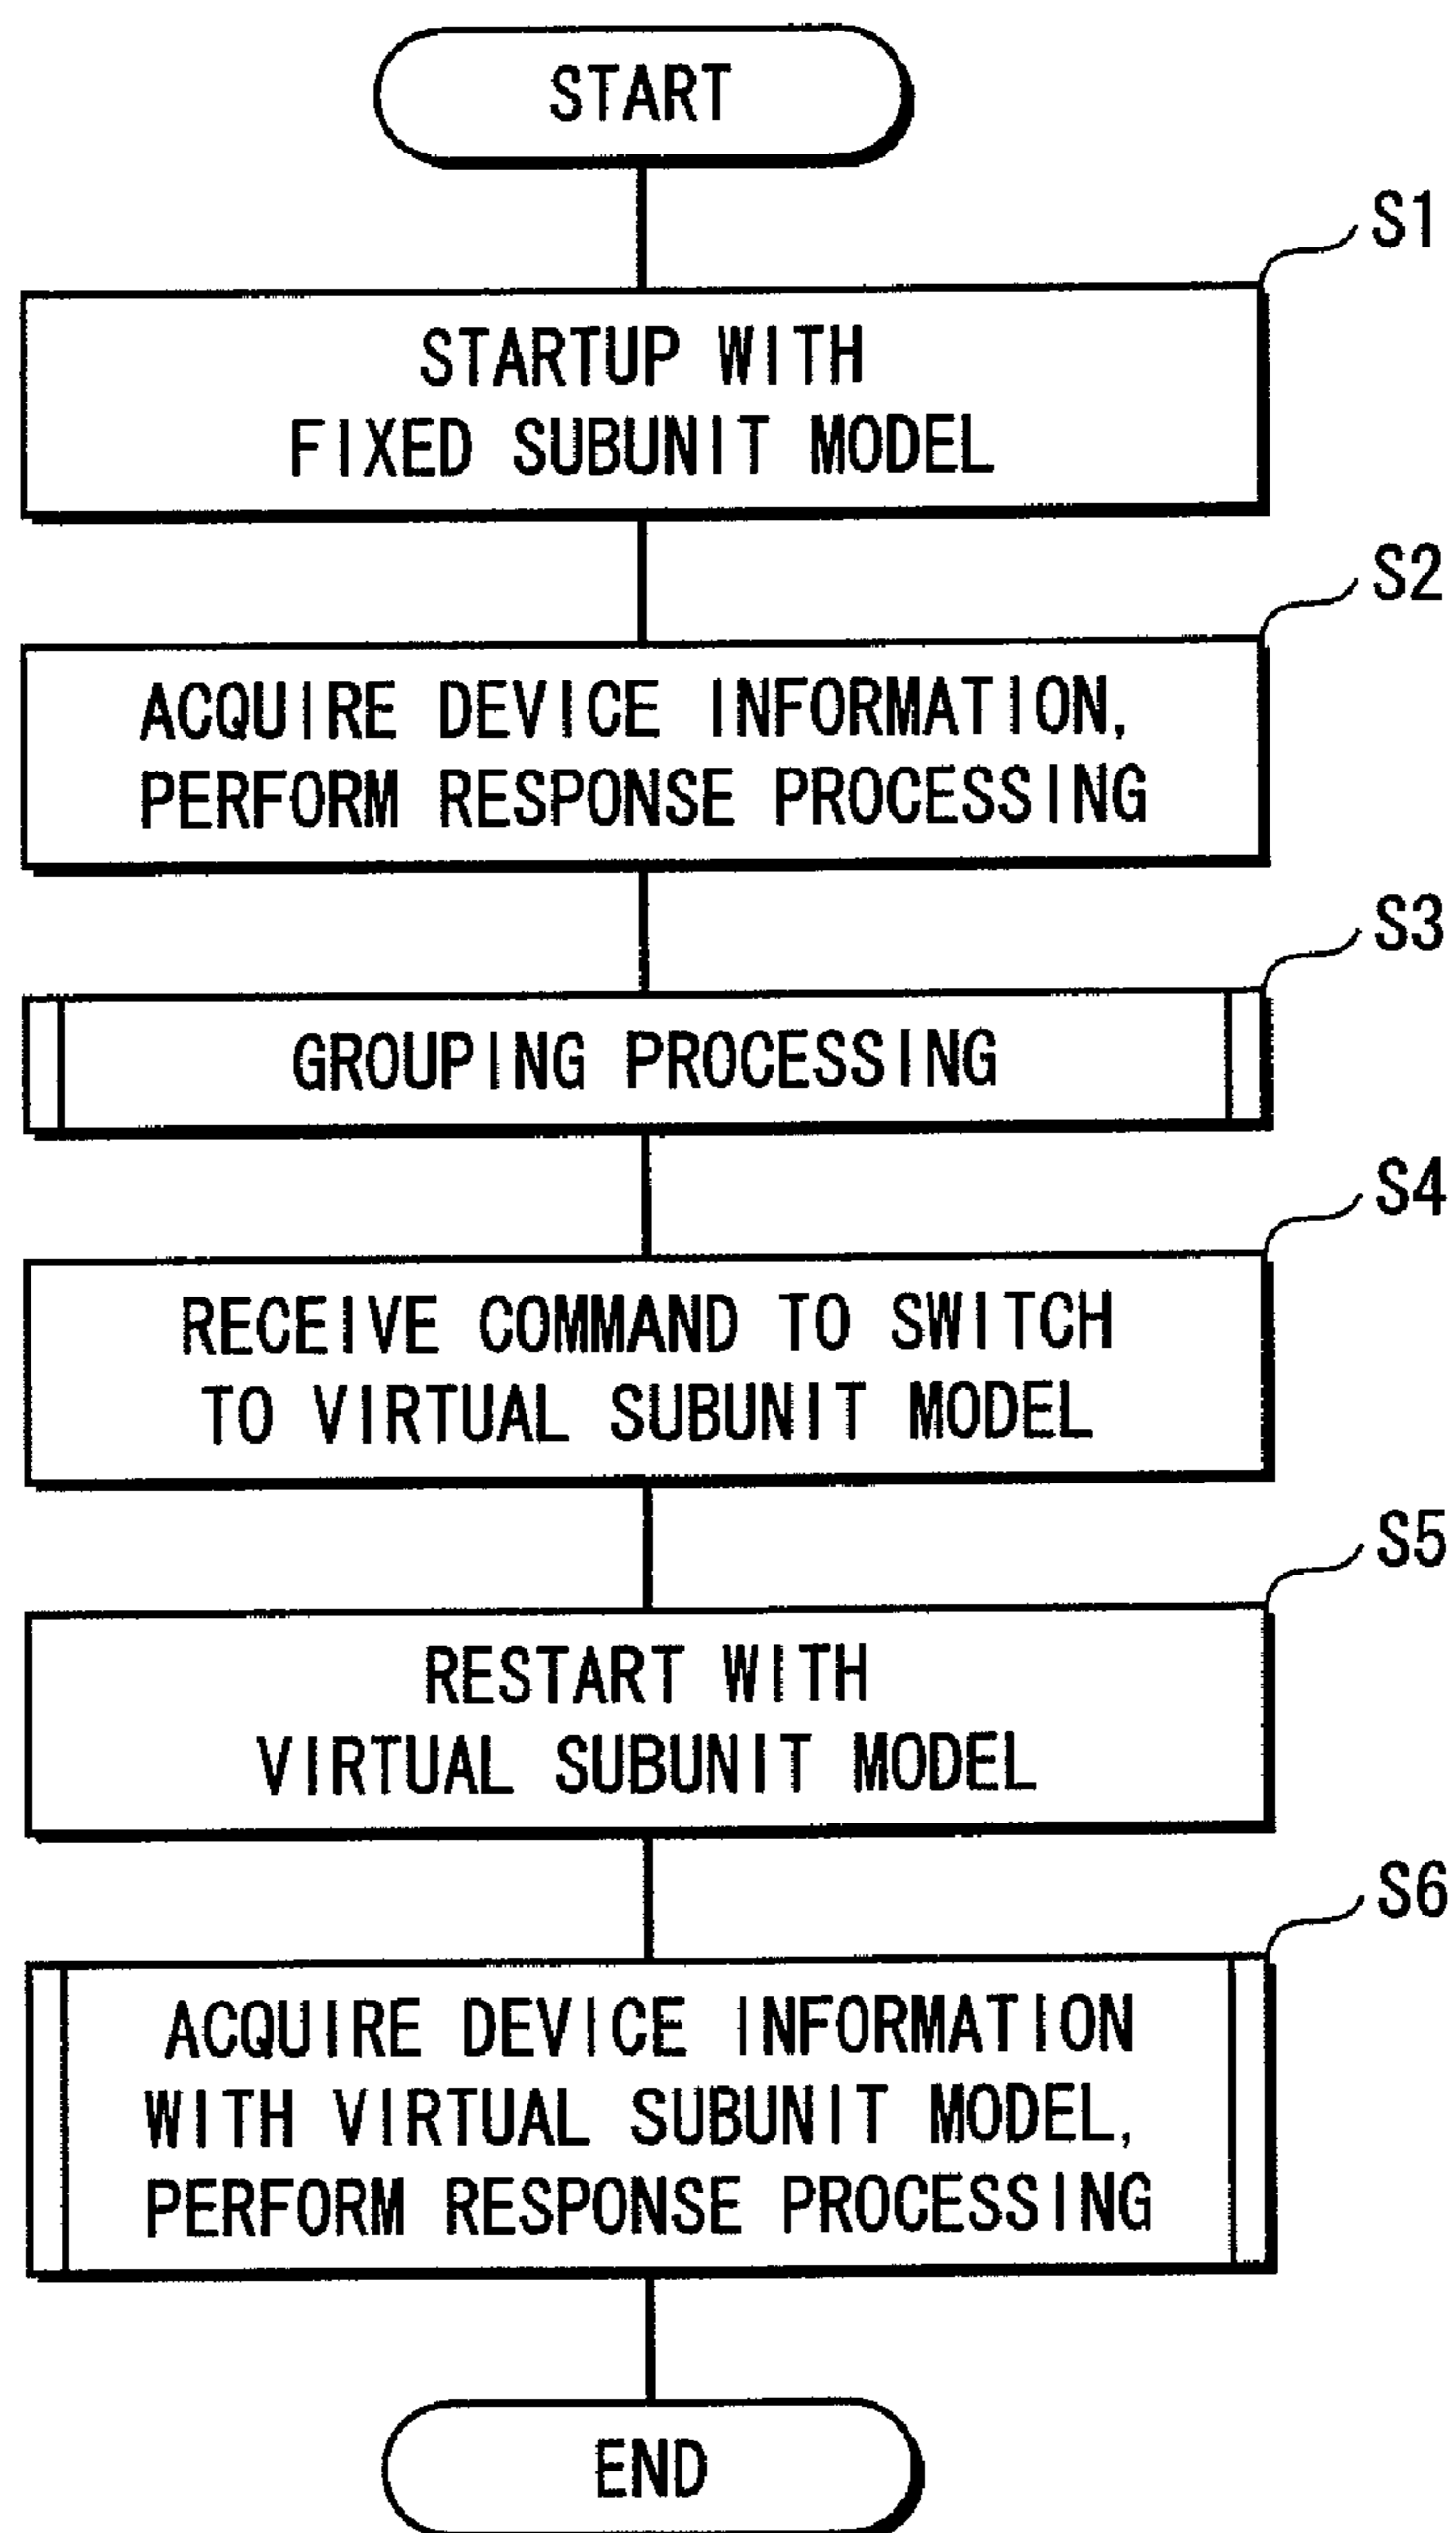 START
S1
STARTUP WITH
FIXED SUBUNIT MODEL
S2
ACQUIRE DEVICE INFORMATION,
PERFORM RESPONSE PROCESSING
S3
GROUPING PROCESSING
S4
RECEIVE COMMAND TO SWITCH
TO VIRTUAL SUBUNIT MODEL
S5
RESTART WITH
VIRTUAL SUBUNIT MODEL
S6
ACQUIRE DEVICE INFORMATION
WITH VIRTUAL SUBUNIT MODEL,
PERFORM RESPONSE PROCESSING
END